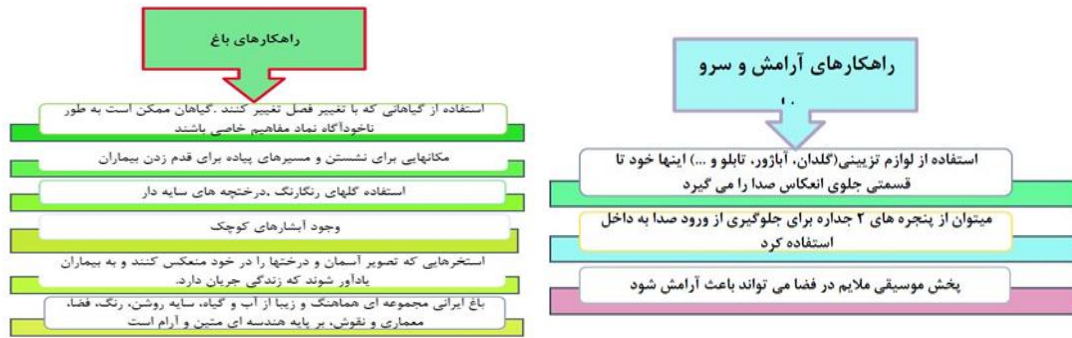 راهکارهای باغ
استفاده از گیاهانی که با تغییر فصل تغییر کنند .گیاهان ممکن است به طور
ناخودآگاه نماد مفاهیم خاصی باشند
مکانهایی برای نشستن و مسیرهای پیاده برای قدم زدن بیماران
استفاده گلهای رنگارنگ ،درختچه های سایه دار
وجود آبشارهای کوچک
استخرهایی که تصویر آسمان و درختها را در خود منعکس کنند و به بیماران
یادآور شوند که زندگی جریان دارد.
باغ ایرانی مجموعه ای هماهنگ و زیبا از آب و گیاه، سایه روشن، رنگ، فضا،
معماری و نقوش، بر پایه هندسه ای متین و آرام است
راهکارهای آرامش و سرو
استفاده از لوازم تزیینی(گلدان، آباژور، تابلو و ...) اینها خود تا
قسمتی جلوی انعکاس صدا را می گیرد
میتوان از پنجره های ۲ جداره برای جلوگیری از ورود صدا به داخل
استفاده کرد
پخش موسیقی ملایم در فضا می تواند باعث آرامش شود